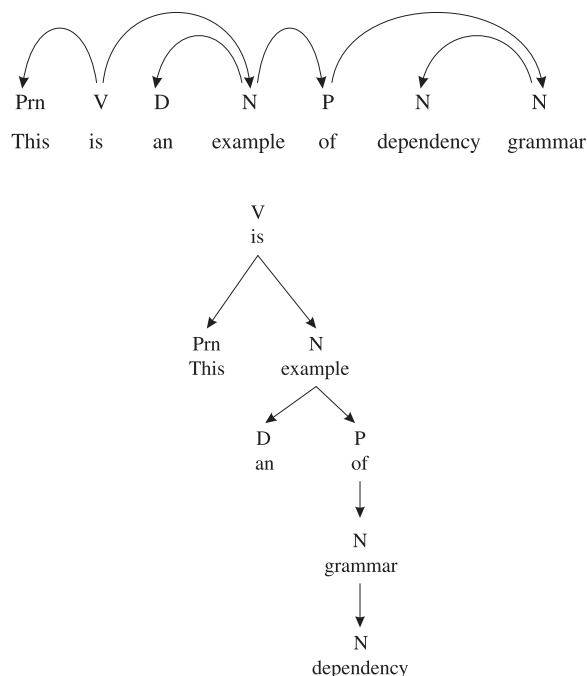 Prn V D N P N N
This is an example of dependency grammar
V
is
Prn N
This example
D P
an of
N
grammar
N
dependency